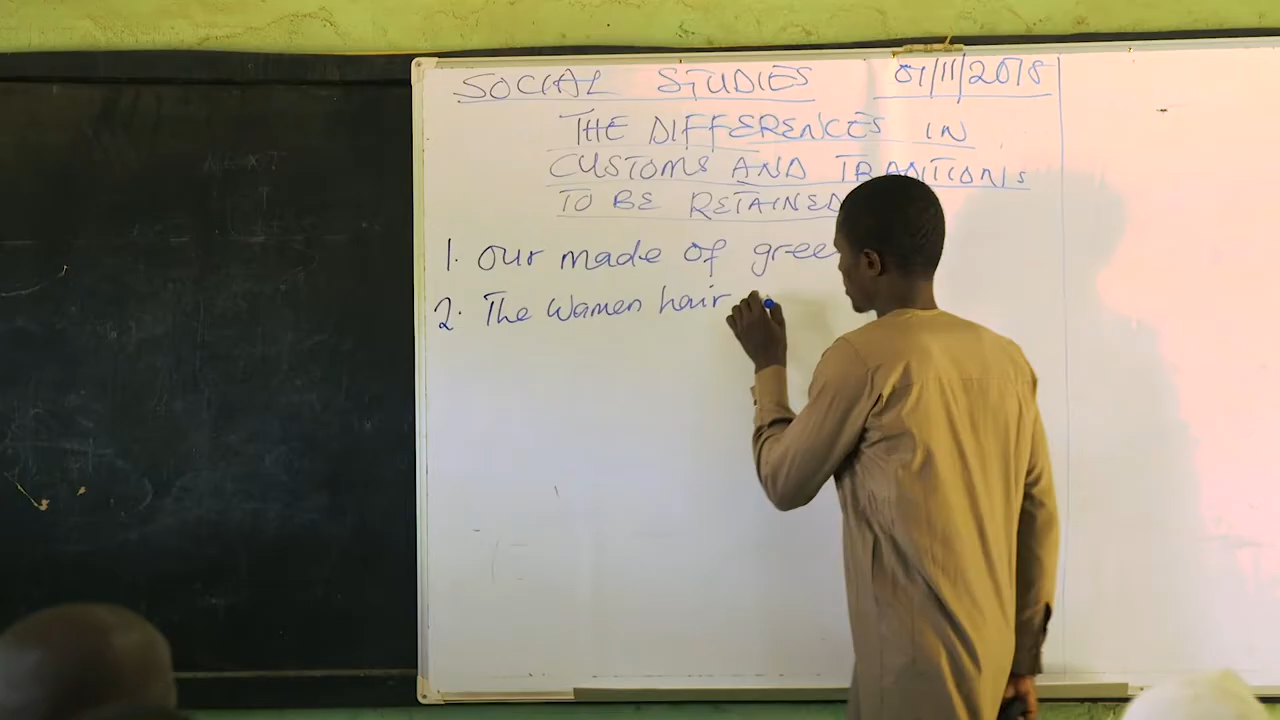 SOCIAL STUDIES 01/11/2018
THE DIFFERENCES IN
CUSTOMS AND TRADITIONS
TO BE RETAINED
1. Our made of gree
2. The Women hair
NEXT